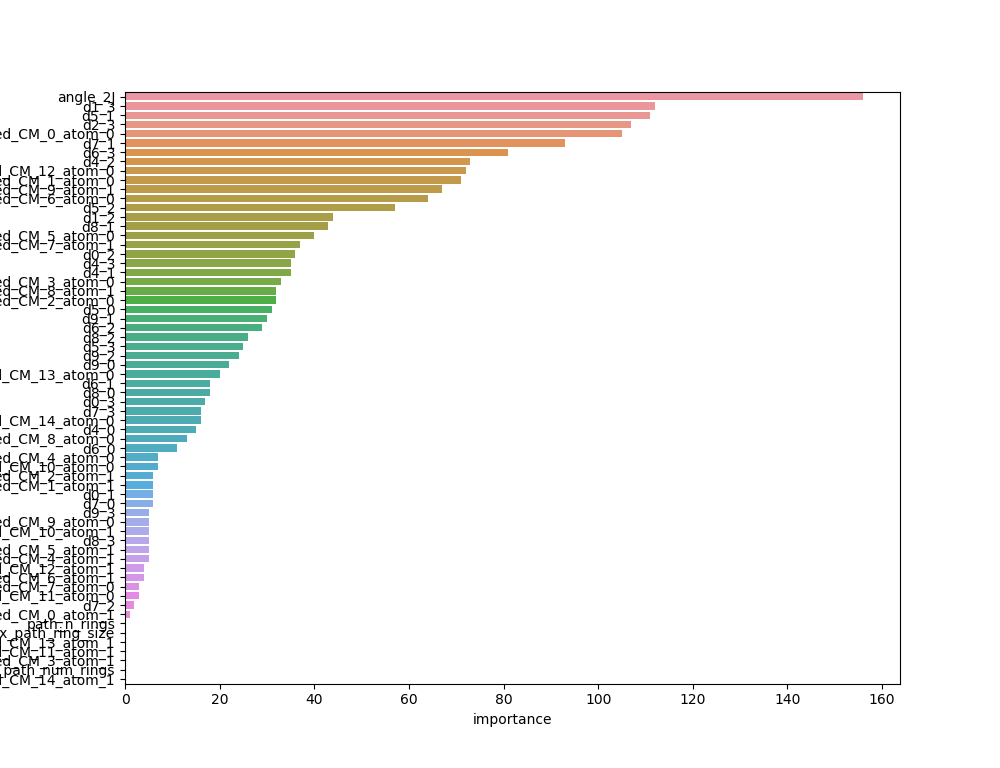 angle_2J
d1_3
d5_1
d2_3
ed_CM_0_atom_0
d7_1
d6_3
d4_2
d_CM_12_atom_0
ed_CM_1_atom_0
ed_CM_9_atom_1
ed_CM_6_atom_0
d5_2
d1_2
d8_1
ed_CM_5_atom_0
ed_CM_7_atom_1
d0_2
d4_3
d4_1
ed_CM_3_atom_0
ed_CM_8_atom_1
ed_CM_2_atom_0
d5_0
d9_1
d6_2
d8_2
d5_3
d9_2
d9_0
d_CM_13_atom_0
d6_1
d8_0
d0_3
d7_3
d_CM_14_atom_0
d4_0
ed_CM_8_atom_0
d6_0
ed_CM_4_atom_0
d_CM_10_atom_0
ed_CM_2_atom_1
ed_CM_1_atom_1
d0_1
d7_0
d9_3
ed_CM_9_atom_0
d_CM_10_atom_1
d8_3
ed_CM_5_atom_1
ed_CM_4_atom_1
d_CM_12_atom_1
ed_CM_6_atom_1
ed_CM_7_atom_0
d_CM_11_atom_0
d7_2
ed_CM_0_atom_1
path_n_rings
x_path_ring_size
d_CM_13_atom_1
d_CM_11_atom_1
ed_CM_3_atom_1
path_num_rings
d_CM_14_atom_1
0 20 40 60 80 100 120 140 160
importance